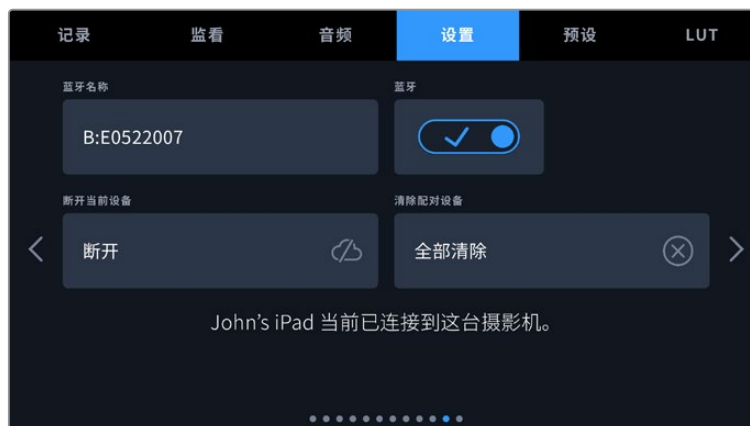 记录 监看 音频 设置 预设 LUT
蓝牙名称 蓝牙
B:E0522007
断开当前设备 清除配对设备
断开 全部清除
John's iPad 当前已连接到这台摄影机。